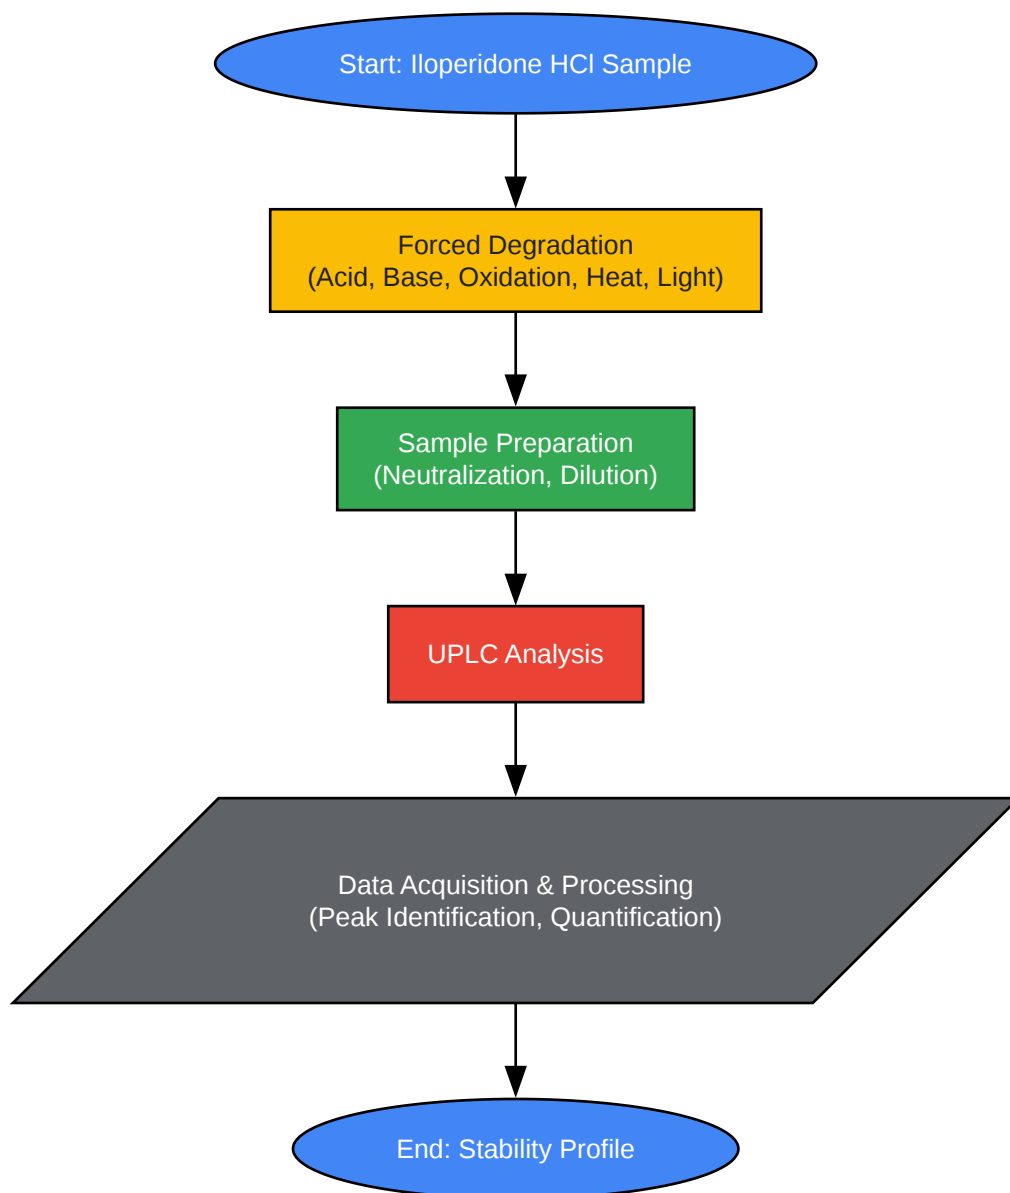 Start: Iloperidone HCl Sample
Forced Degradation
(Acid, Base, Oxidation, Heat, Light)
Sample Preparation
(Neutralization, Dilution)
UPLC Analysis
Data Acquisition & Processing
(Peak Identification, Quantification)
End: Stability Profile